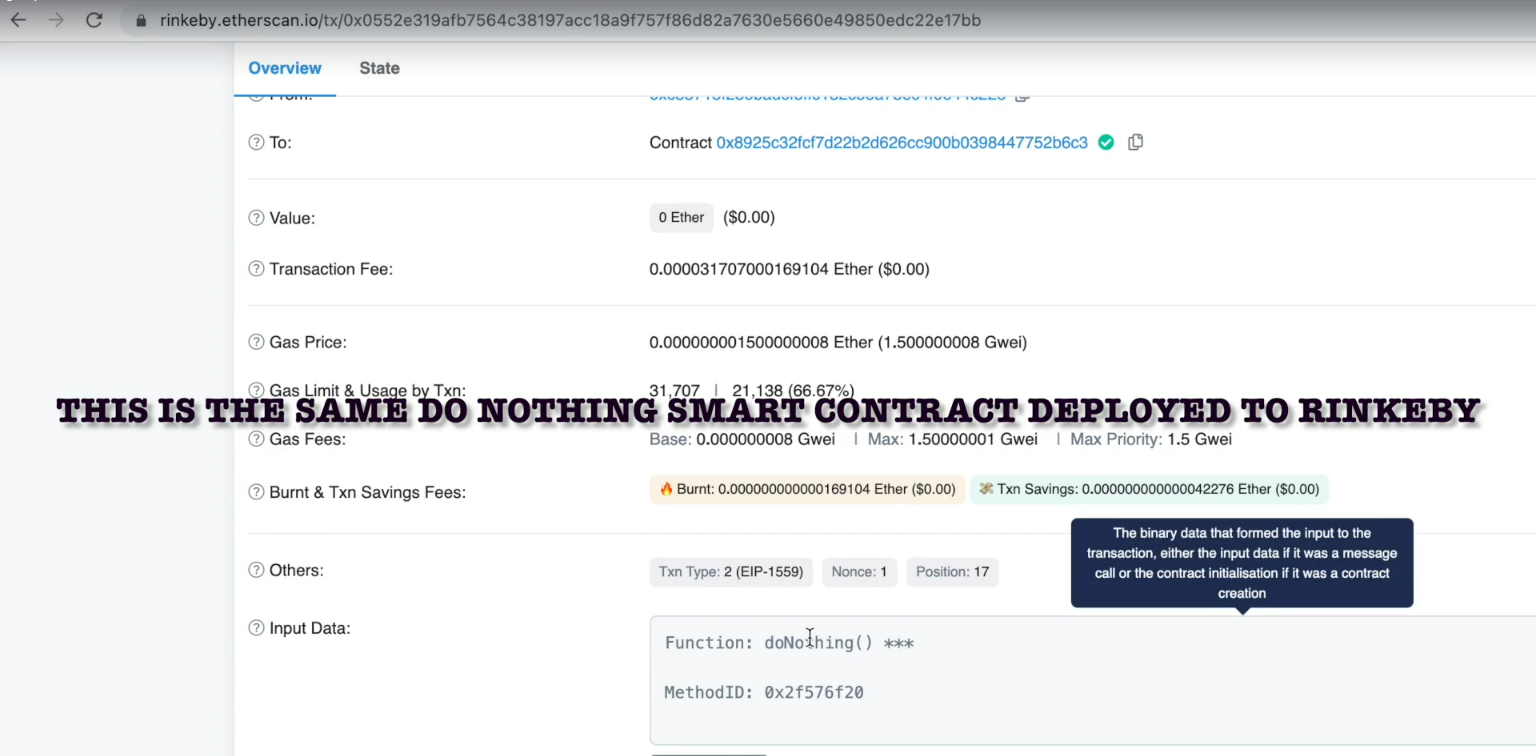 rinkeby.etherscan.io/tx/0x0552e319afb7564c38197acc18a9f757f86d82a7630e5660e49850edc22e17bb
Overview State
From:
To: Contract 0x8925c32fcf7d22b2d626cc900b0398447752b6c3
Value: 0 Ether ($0.00)
Transaction Fee: 0.000031707000169104 Ether ($0.00)
Gas Price: 0.000000001500000008 Ether (1.500000008 Gwei)
Gas Limit & Usage by Txn: 31,707 | 21,138 (66.67%)
THIS IS THE SAME DO NOTHING SMART CONTRACT DEPLOYED TO RINKEBY
Gas Fees: Base: 0.000000008 Gwei | Max: 1.50000001 Gwei | Max Priority: 1.5 Gwei
Burnt & Txn Savings Fees: Burnt: 0.000000000000169104 Ether ($0.00) Txn Savings: 0.000000000000042276 Ether ($0.00)
The binary data that formed the input to the
transaction, either the input data if it was a message
call or the contract initialisation if it was a contract
creation
Others: Txn Type: 2 (EIP-1559) Nonce: 1 Position: 17
Input Data:
Function: doNothing() ***
MethodID: 0x2f576f20